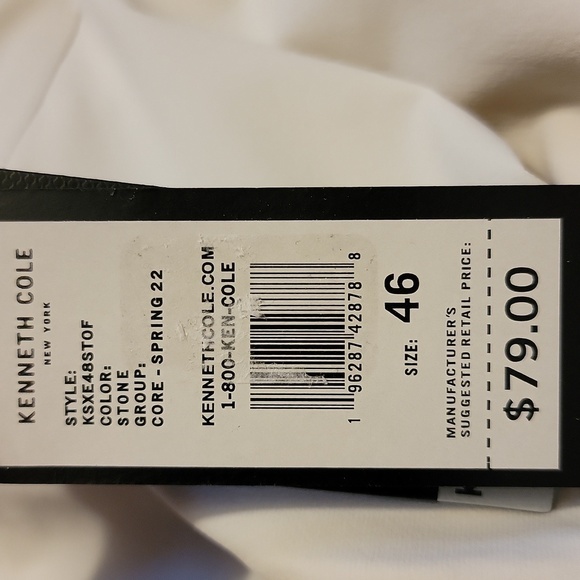 KENNETH COLE
NEW YORK
STYLE:
KSXE48STOF
COLOR:
STONE
GROUP:
CORE - SPRING 22
KENNETHCOLE.COM
1-800-KEN-COLE
1 96287 42878 8
SIZE: 46
MANUFACTURER'S
SUGGESTED RETAIL PRICE:
$79.00